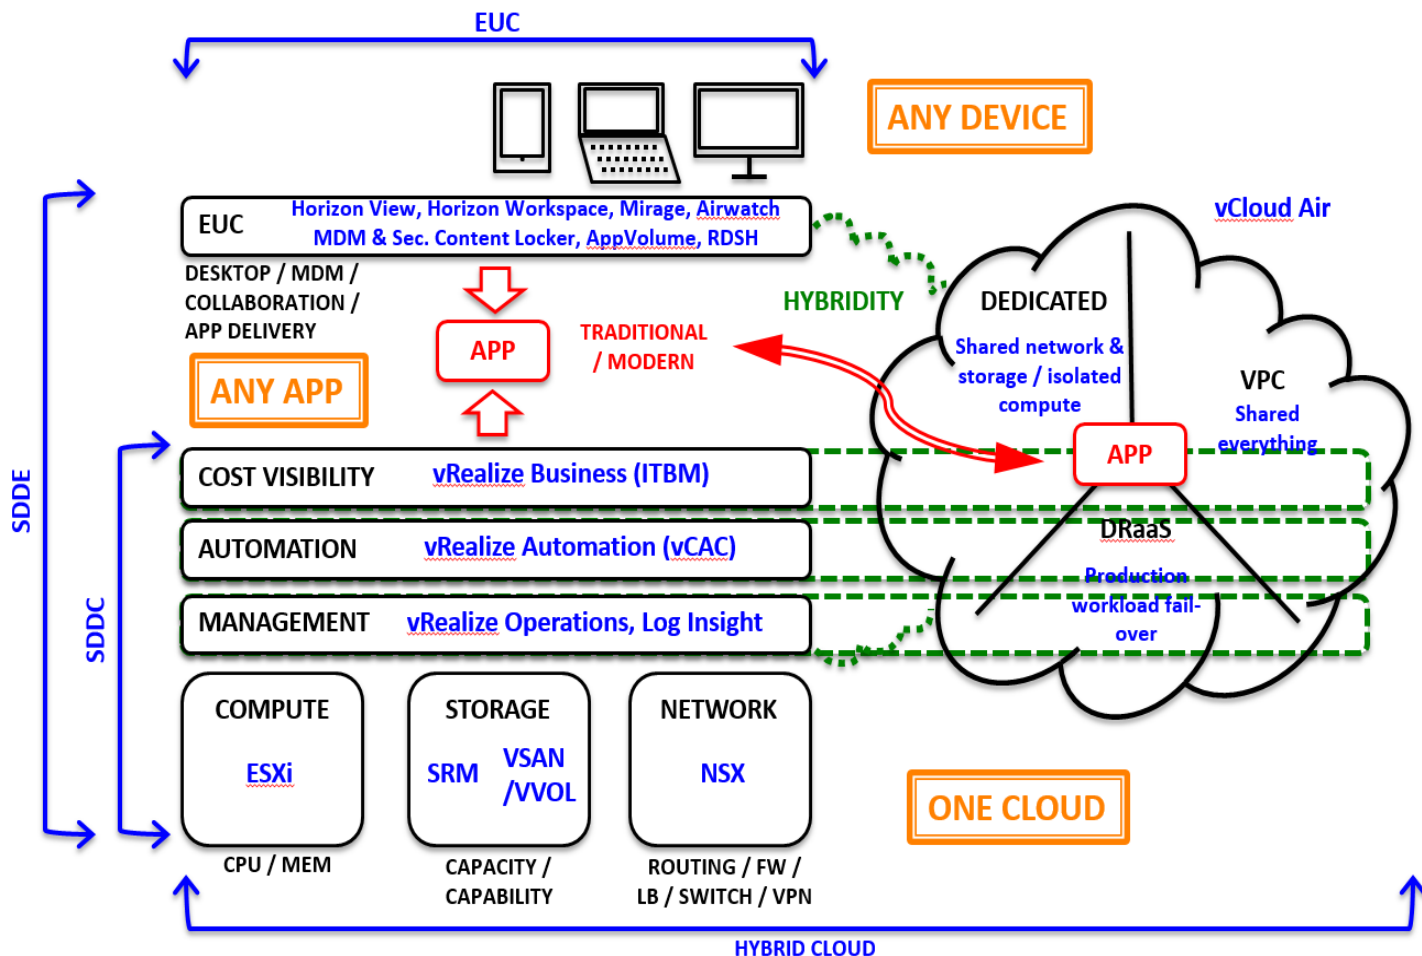 EUC
ANY DEVICE
EUC
Horizon View, Horizon Workspace, Mirage, Airwatch
MDM & Sec. Content Locker, AppVolume, RDSH
vCloud Air
DESKTOP / MDM /
COLLABORATION /
APP DELIVERY
HYBRIDITY
DEDICATED
Shared network &
storage / isolated
compute
APP
TRADITIONAL
/ MODERN
ANY APP
VPC
Shared
everything
APP
COST VISIBILITY
vRealize Business (ITBM)
AUTOMATION
vRealize Automation (vCAC)
DRaaS
Production
workload fail-
over
MANAGEMENT
vRealize Operations, Log Insight
SDDE
SDDC
COMPUTE
ESXi
CPU / MEM
STORAGE
SRM
VSAN
/VVOL
CAPACITY /
CAPABILITY
NETWORK
NSX
ROUTING / FW /
LB / SWITCH / VPN
ONE CLOUD
HYBRID CLOUD